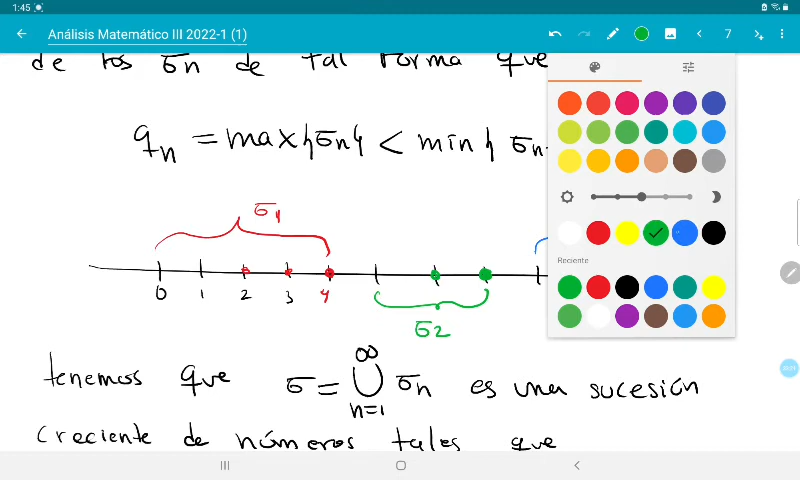 1:45
Análisis Matemático III 2022-1 (1)
7
de los σn de tal forma que
qn = max{σn} < min{ σn
σ1
0 1 2 3 4
σ2
Reciente
tenemos que σ = ∞⋃n=1 σn es una sucesión
creciente de números tales que